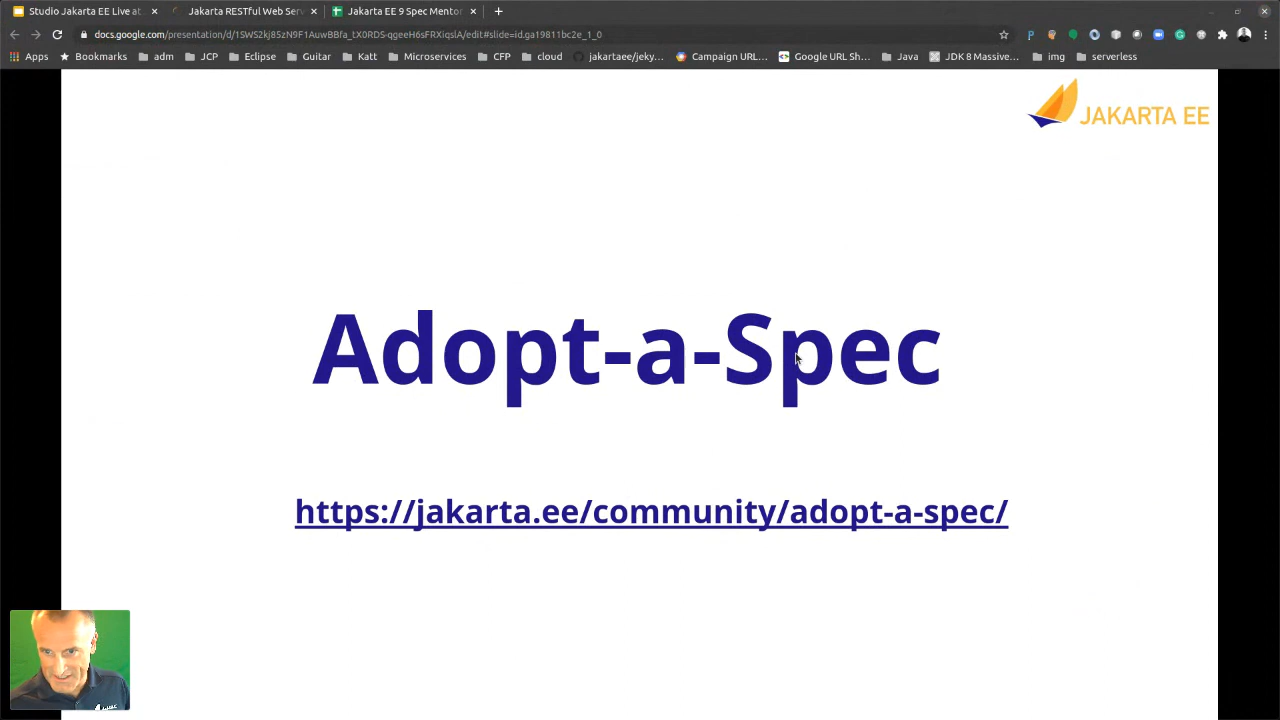 Studio Jakarta EE Live at
Jakarta RESTful Web Serv
Jakarta EE 9 Spec Mentor
docs.google.com/presentation/d/1SWS2kj85zN9F1AuwBBfa_tX0RDS-qgeeH6sFRXiqslA/edit#slide=id.ga19811bc2e_1_0
Apps Bookmarks adm JCP Eclipse Guitar Katt Microservices CFP cloud jakartaee/jeky... Campaign URL... Google URL Sh... Java JDK 8 Massive... img serverless
JAKARTA EE
Adopt-a-Spec
https://jakarta.ee/community/adopt-a-spec/